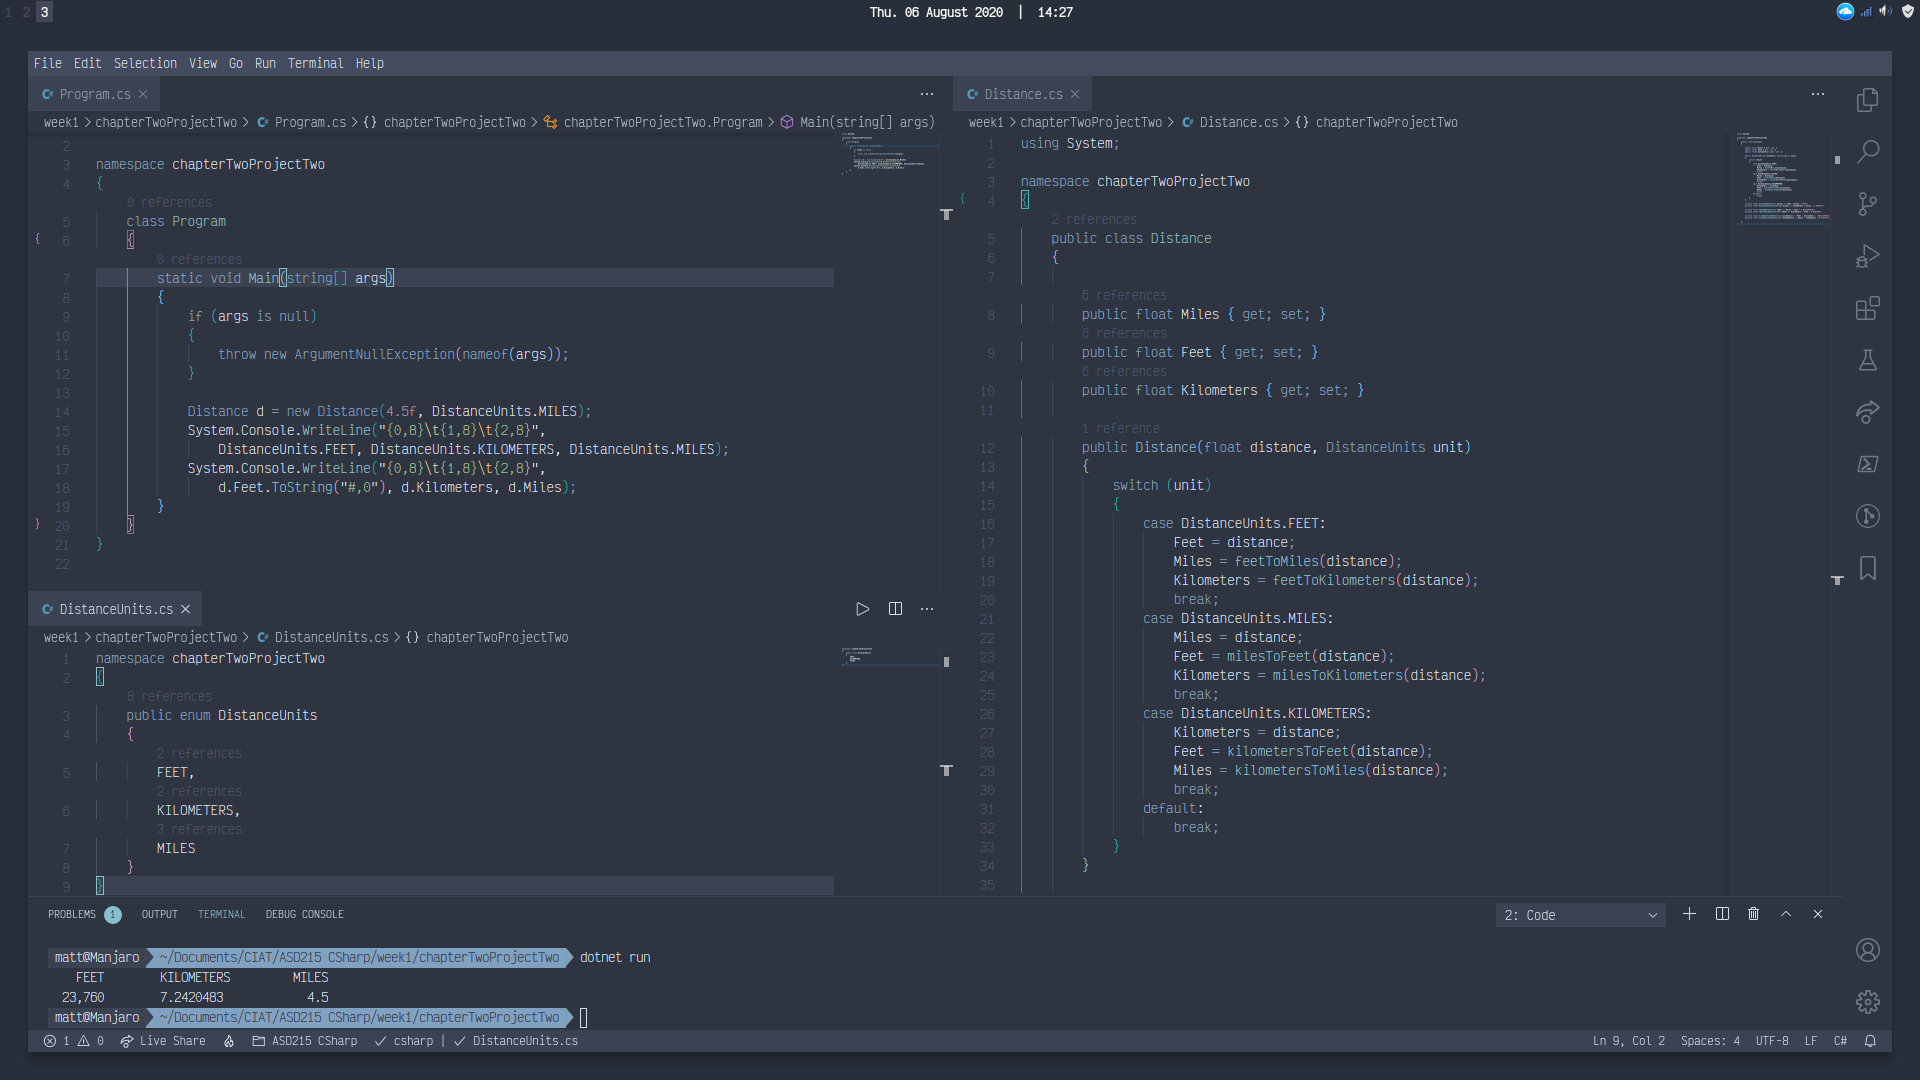 1 2 3
Thu. 06 August 2020 | 14:27
File Edit Selection View Go Run Terminal Help
Program.cs
week1 > chapterTwoProjectTwo > Program.cs > {} chapterTwoProjectTwo > chapterTwoProjectTwo.Program > Main(string[] args)
2
3 namespace chapterTwoProjectTwo
4 {
0 references
5 class Program
{ 6 {
0 references
7 static void Main(string[] args)
8 {
9 if (args is null)
10 {
11 throw new ArgumentNullException(nameof(args));
12 }
13
14 Distance d = new Distance(4.5f, DistanceUnits.MILES);
15 System.Console.WriteLine("{0,8}\t{1,8}\t{2,8}",
16 DistanceUnits.FEET, DistanceUnits.KILOMETERS, DistanceUnits.MILES);
17 System.Console.WriteLine("{0,8}\t{1,8}\t{2,8}",
18 d.Feet.ToString("#,0"), d.Kilometers, d.Miles);
19 }
} 20 }
21 }
22
DistanceUnits.cs
week1 > chapterTwoProjectTwo > DistanceUnits.cs > {} chapterTwoProjectTwo
1 namespace chapterTwoProjectTwo
2 {
8 references
3 public enum DistanceUnits
4 {
2 references
5 FEET,
2 references
6 KILOMETERS,
3 references
7 MILES
8 }
9 }
Distance.cs
week1 > chapterTwoProjectTwo > Distance.cs > {} chapterTwoProjectTwo
1 using System;
2
3 namespace chapterTwoProjectTwo
{ 4 {
2 references
5 public class Distance
6 {
7
6 references
8 public float Miles { get; set; }
6 references
9 public float Feet { get; set; }
6 references
10 public float Kilometers { get; set; }
11
1 reference
12 public Distance(float distance, DistanceUnits unit)
13 {
14 switch (unit)
15 {
16 case DistanceUnits.FEET:
17 Feet = distance;
18 Miles = feetToMiles(distance);
19 Kilometers = feetToKilometers(distance);
20 break;
21 case DistanceUnits.MILES:
22 Miles = distance;
23 Feet = milesToFeet(distance);
24 Kilometers = milesToKilometers(distance);
25 break;
26 case DistanceUnits.KILOMETERS:
27 Kilometers = distance;
28 Feet = kilometersToFeet(distance);
29 Miles = kilometersToMiles(distance);
30 break;
31 default:
32 break;
33 }
34 }
35
PROBLEMS 1 OUTPUT TERMINAL DEBUG CONSOLE 2: Code
matt@Manjaro ~/Documents/CIAT/ASD215 CSharp/week1/chapterTwoProjectTwo dotnet run
FEET KILOMETERS MILES
23,760 7.2420483 4.5
matt@Manjaro ~/Documents/CIAT/ASD215 CSharp/week1/chapterTwoProjectTwo
1 0 Live Share ASD215 CSharp csharp | DistanceUnits.cs Ln 9, Col 2 Spaces: 4 UTF-8 LF C#